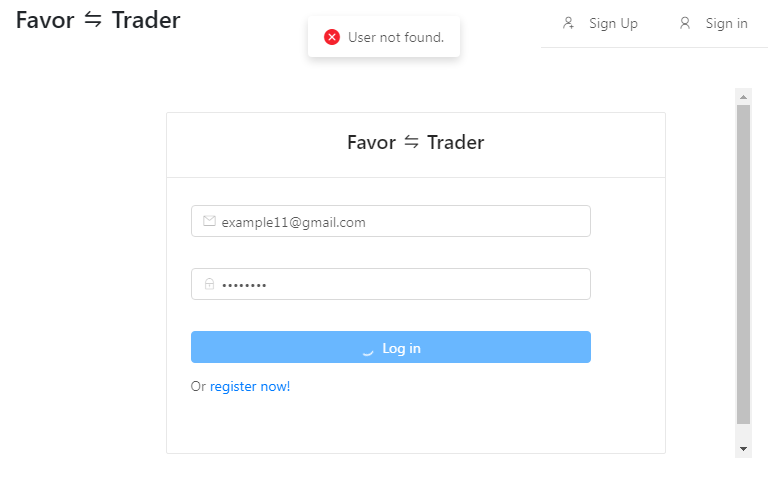 Favor ⇋ Trader
User not found.
Sign Up
Sign in
Favor ⇋ Trader
example11@gmail.com
••••••••
Log in
Or register now!